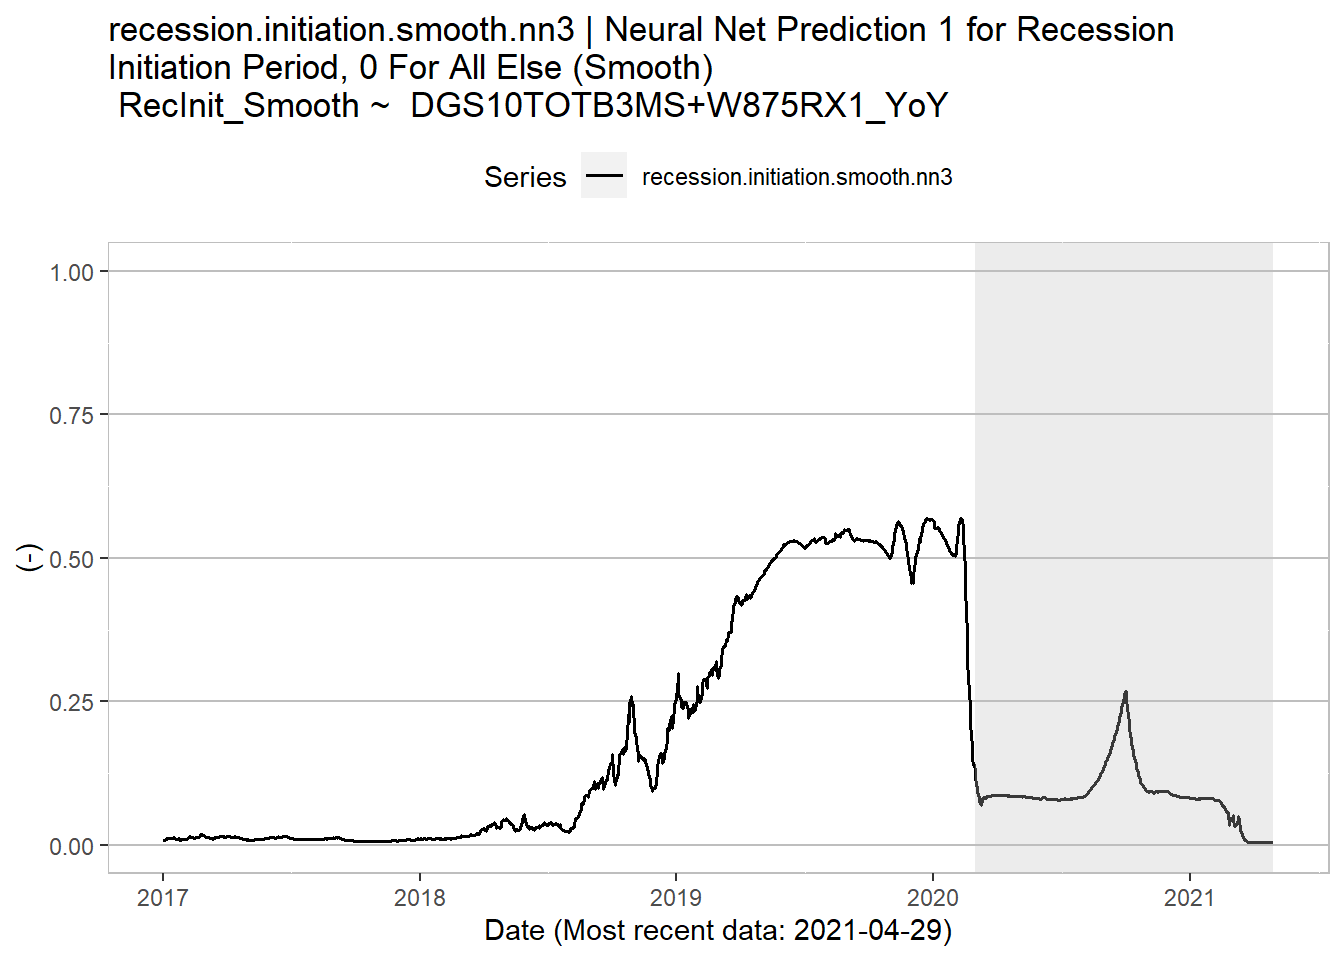 recession.initiation.smooth.nn3 | Neural Net Prediction 1 for Recession
Initiation Period, 0 For All Else (Smooth)
RecInit_Smooth ~  DGS10TOTB3MS+W875RX1_YoY
Series recession.initiation.smooth.nn3
1.00
0.75
0.50
0.25
0.00
(-)
2017 2018 2019 2020 2021
Date (Most recent data: 2021-04-29)